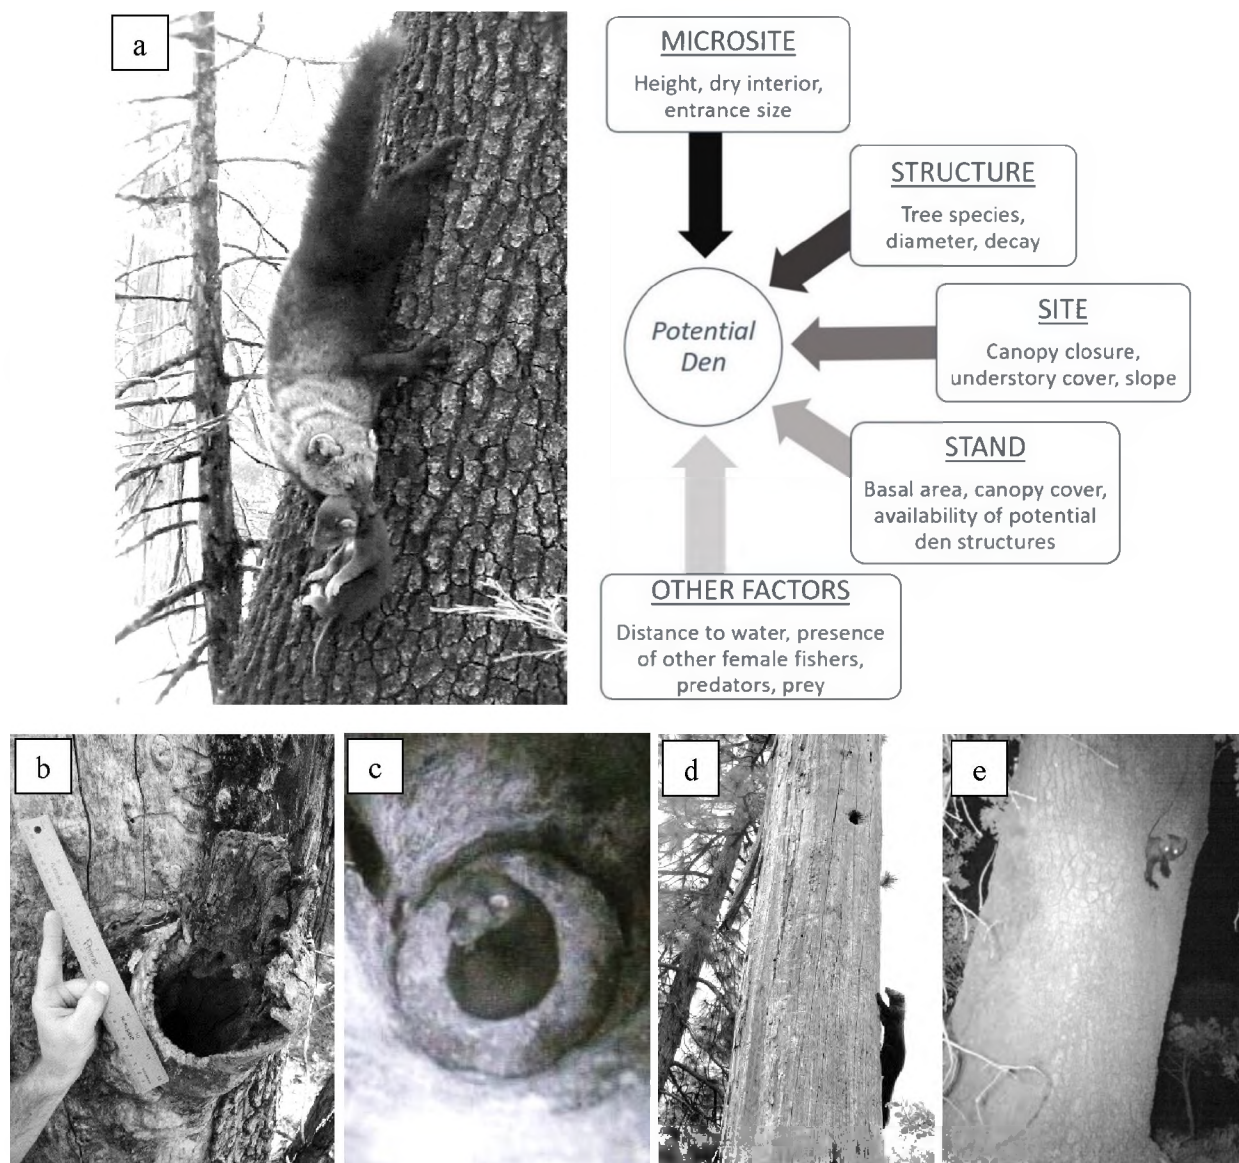 a
MICROSITE
Height, dry interior,
entrance size
STRUCTURE
Tree species,
diameter, decay
Potential
Den
SITE
Canopy closure,
understory cover, slope
STAND
Basal area, canopy cover,
availability of potential
den structures
OTHER FACTORS
Distance to water, presence
of other female fishers,
predators, prey
b
c
d
e